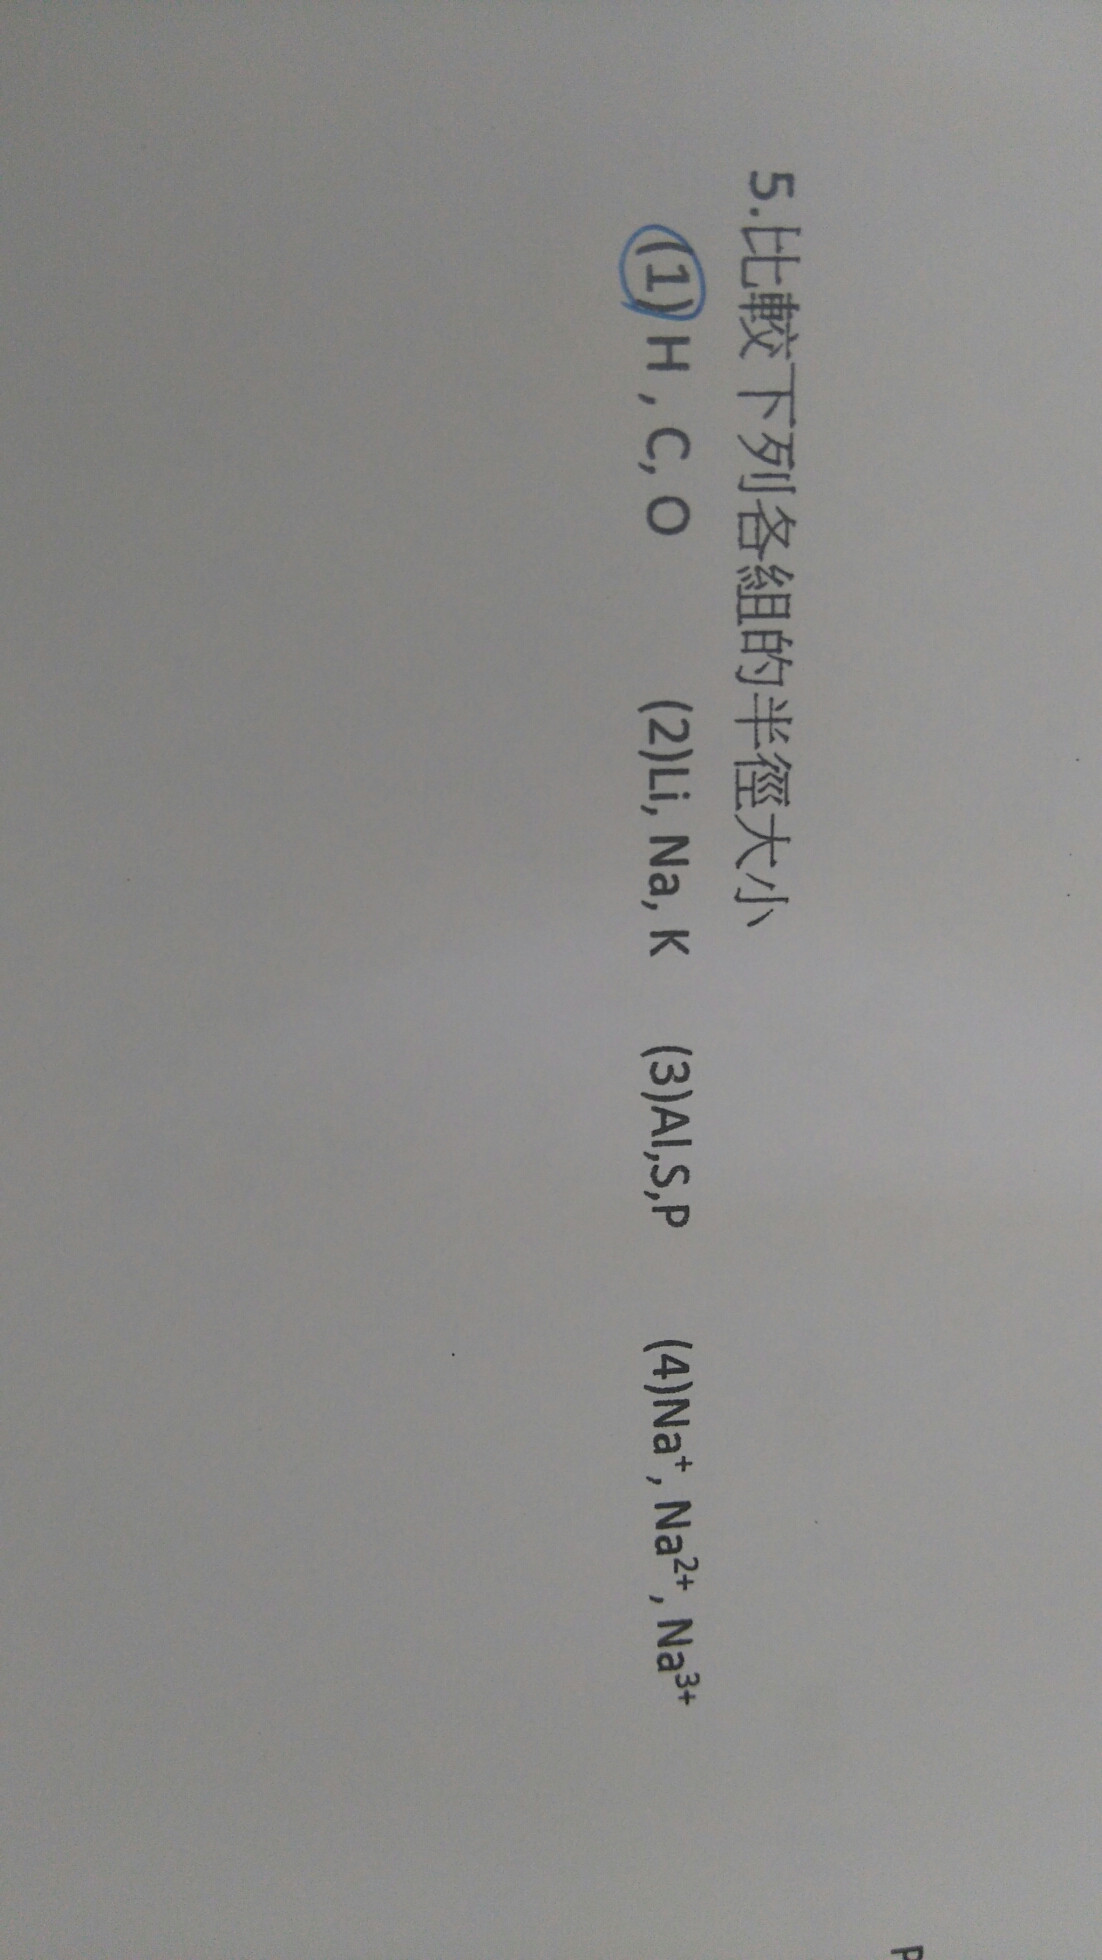 5.比較下列各組的半徑大小
(1) H , C, O (2)Li, Na, K (3)Al,S,P (4)Na⁺, Na²⁺, Na³⁺